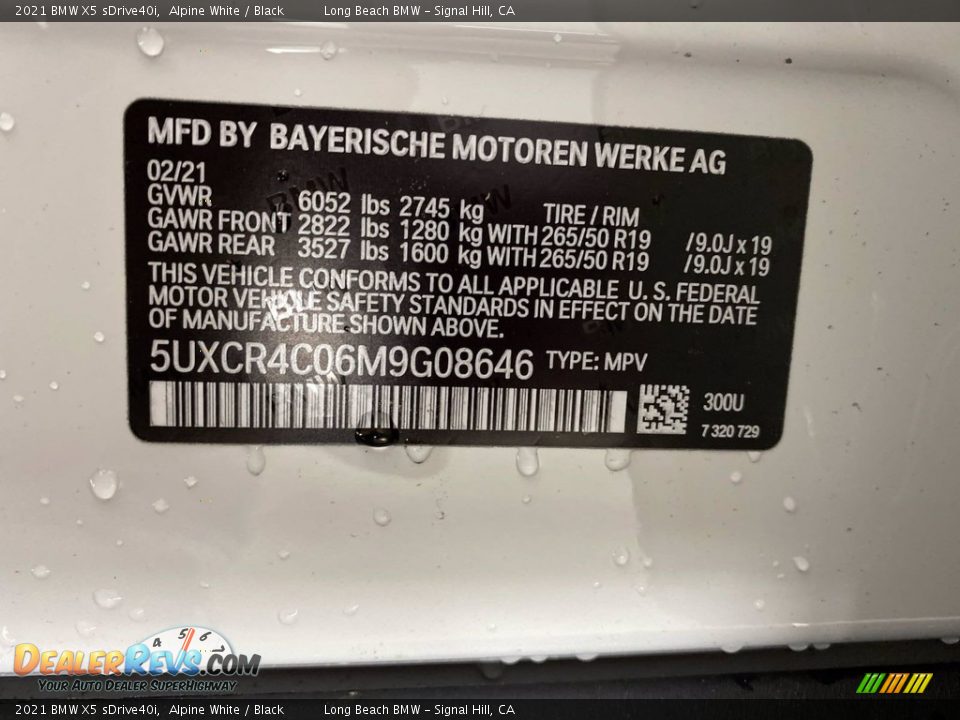 2021 BMW X5 sDrive40i, Alpine White / Black Long Beach BMW - Signal Hill, CA
MFD BY BAYERISCHE MOTOREN WERKE AG
02/21
GVWR 6052 lbs 2745 kg TIRE / RIM
GAWR FRONT 2822 lbs 1280 kg WITH 265/50 R19 /9.0J x 19
GAWR REAR 3527 lbs 1600 kg WITH 265/50 R19 /9.0J x 19
THIS VEHICLE CONFORMS TO ALL APPLICABLE U. S. FEDERAL
MOTOR VEHICLE SAFETY STANDARDS IN EFFECT ON THE DATE
OF MANUFACTURE SHOWN ABOVE.
5UXCR4C06M9G08646 TYPE: MPV
300U
7 320 729
4 5 6 7
DEALERREVS.COM
YOUR AUTO DEALER SUPERHIGHWAY
2021 BMW X5 sDrive40i, Alpine White / Black Long Beach BMW - Signal Hill, CA